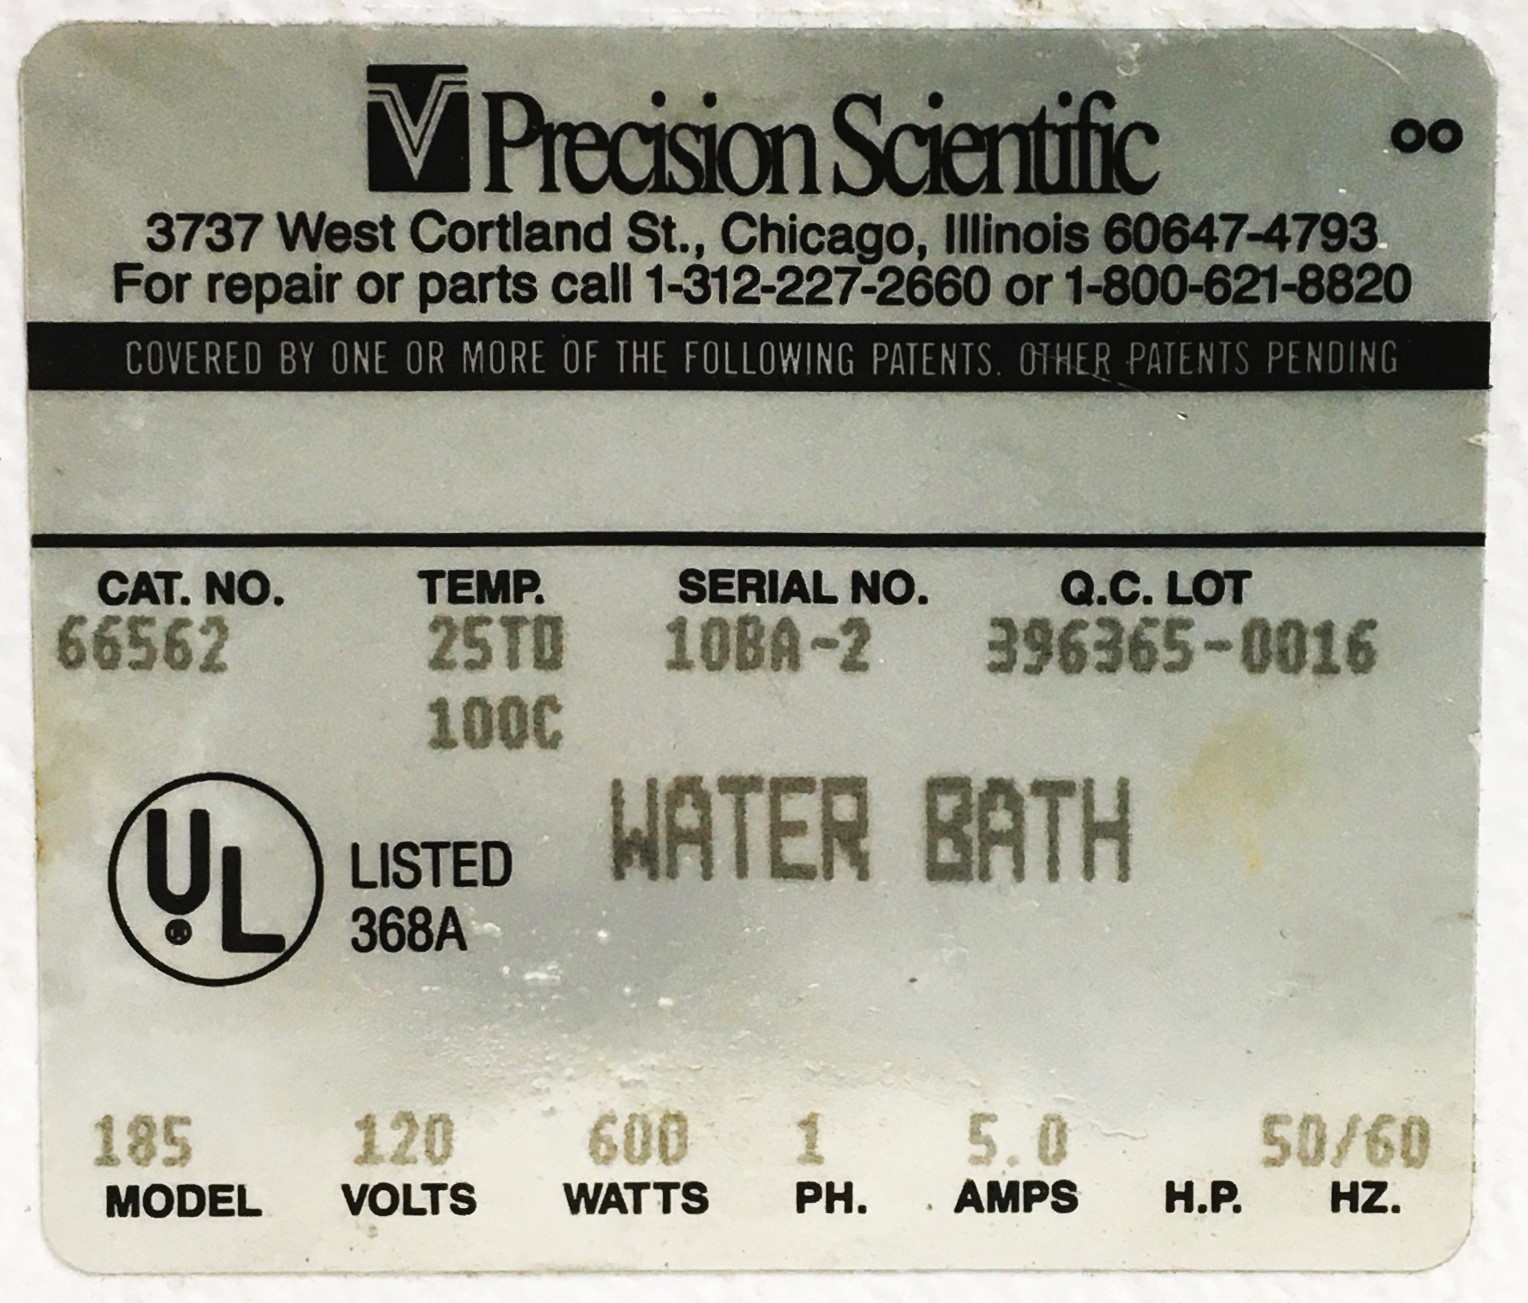 Precision Scientific
oo
3737 West Cortland St., Chicago, Illinois 60647-4793
For repair or parts call 1-312-227-2660 or 1-800-621-8820
COVERED BY ONE OR MORE OF THE FOLLOWING PATENTS. OTHER PATENTS PENDING
CAT. NO. TEMP. SERIAL NO. Q.C. LOT
66562 25TO 10BA-2 396365-0016
100C
WATER BATH
UL® LISTED
368A
185 120 600 1 5.0 50/60
MODEL VOLTS WATTS PH. AMPS H.P. HZ.